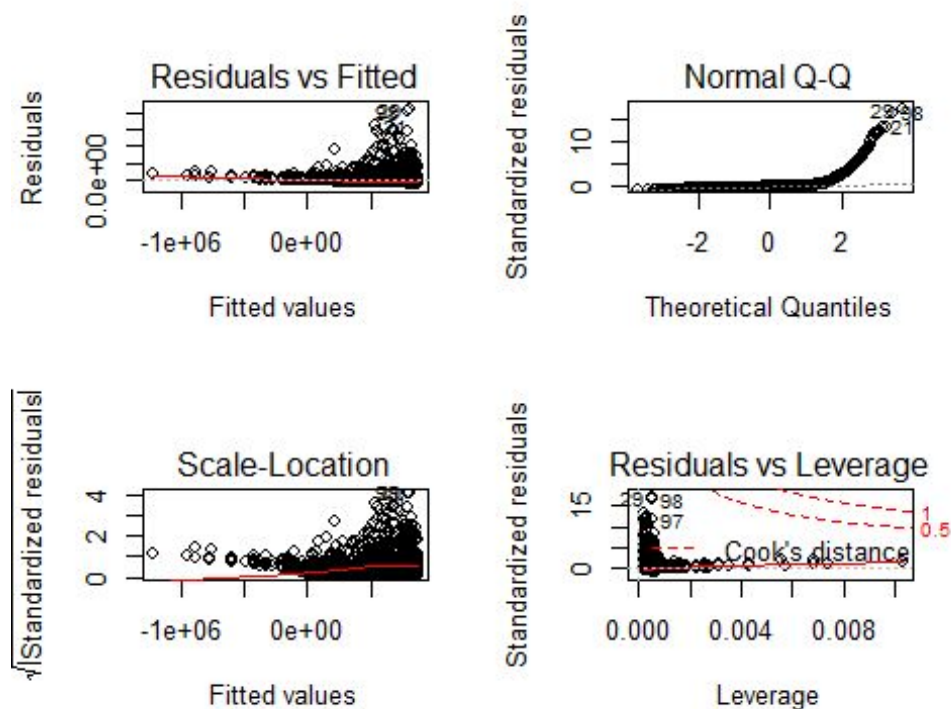 Residuals vs Fitted
Residuals
0.0e+00
-1e+06 0e+00
Fitted values
Normal Q-Q
Standardized residuals
10
0
98
21
-2 0 2
Theoretical Quantiles
Scale-Location
√|Standardized residuals|
4
2
0
-1e+06 0e+00
Fitted values
Residuals vs Leverage
Standardized residuals
15
0
29 98
97
1
0.5
Cook's distance
0.000 0.004 0.008
Leverage